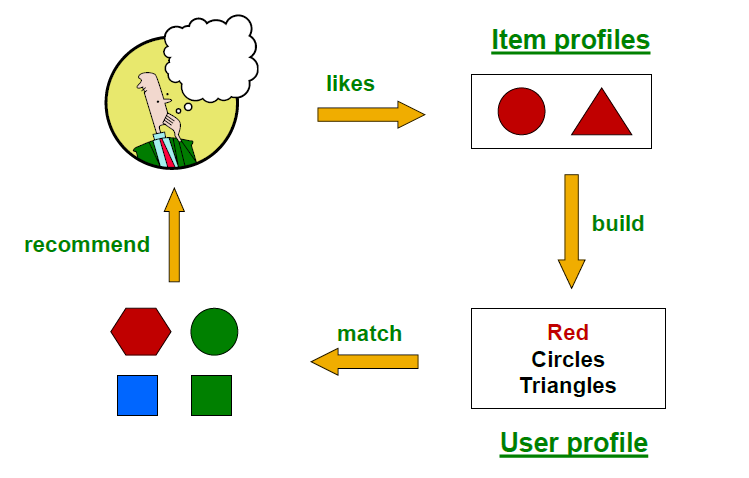 Item profiles
likes
build
recommend
match
Red
Circles
Triangles
User profile